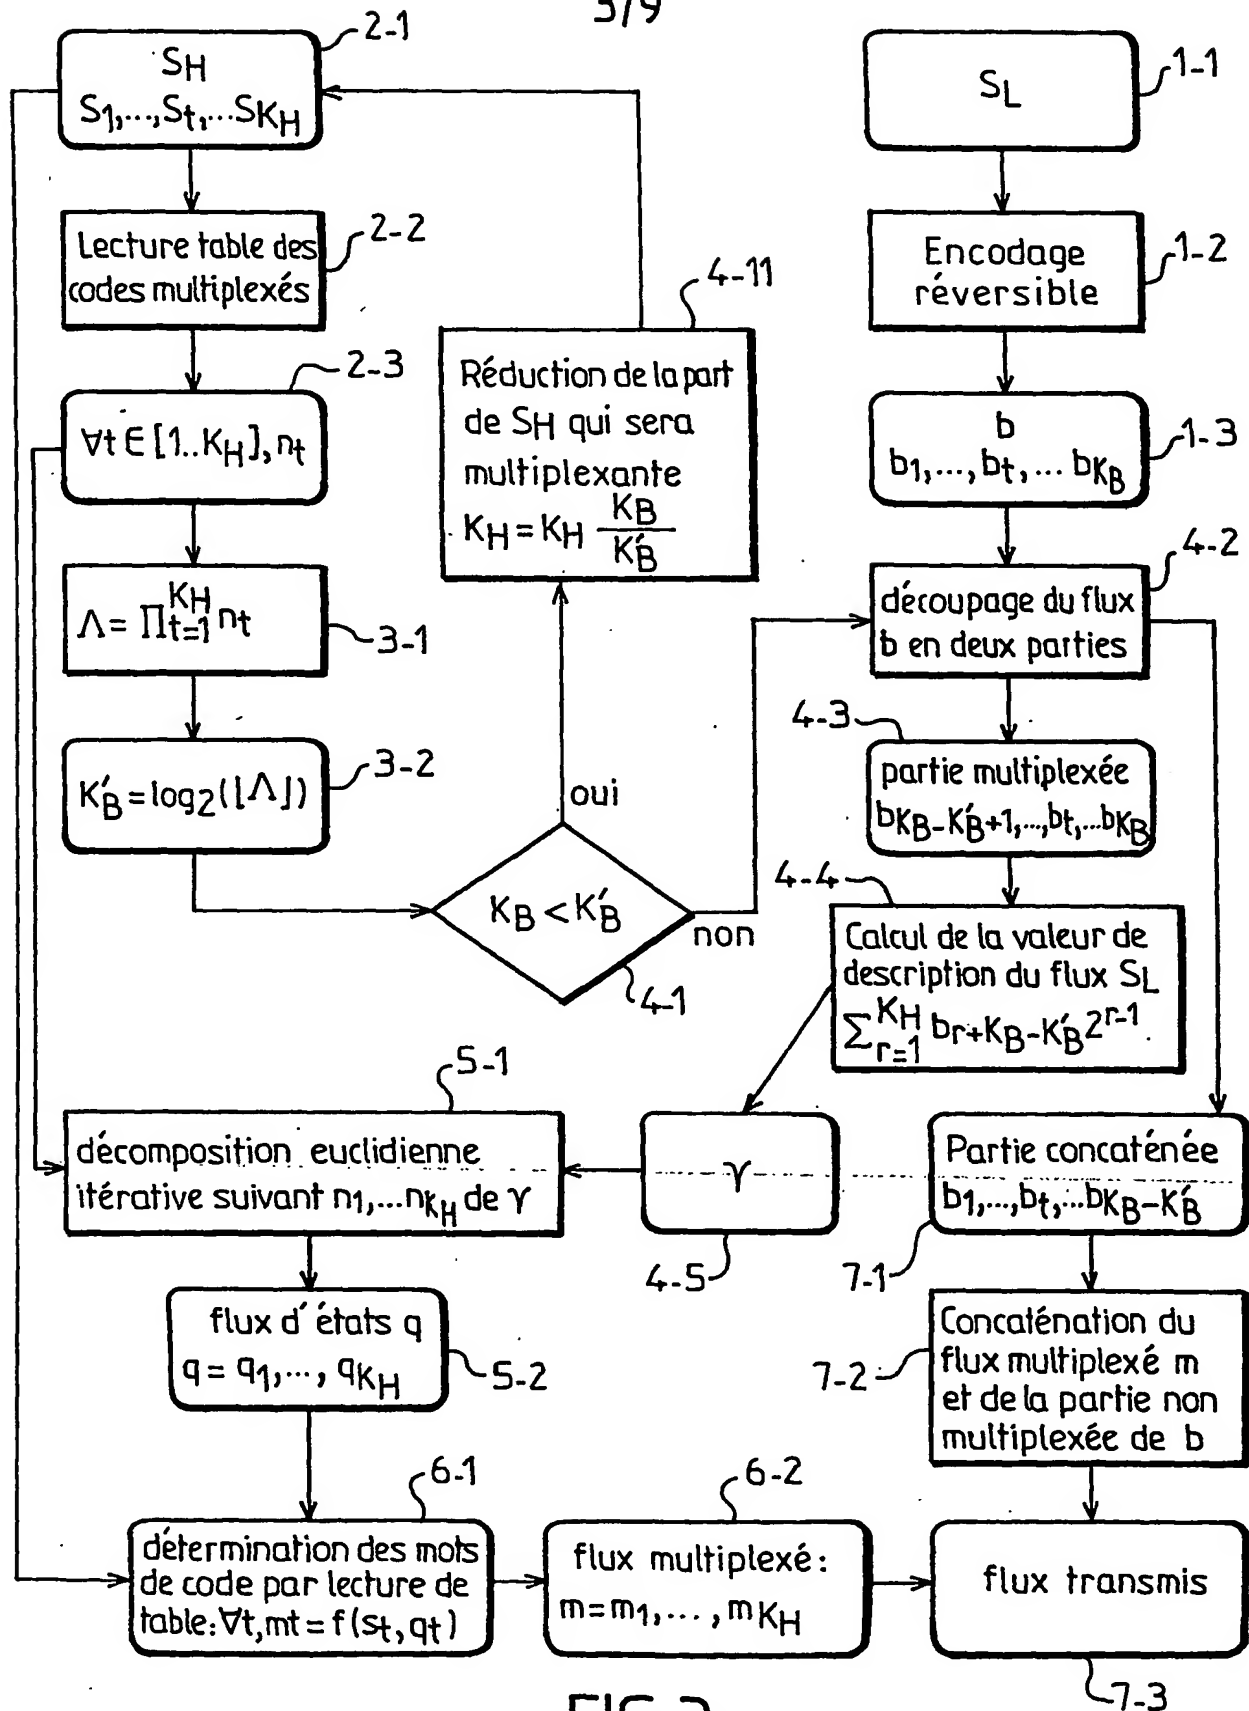 3/9
2-1
SH
S1,...,St,...SKH
1-1
SL
2-2
Lecture table des
codes multiplexés
1-2
Encodage
réversible
2-3
∀t∈[1..KH],nt
4-11
Réduction de la part
de SH qui sera
multiplexante
KH=KH KB/K'B
1-3
b
b1,...,bt,...bKB
3-1
Λ=∏t=1KH nt
4-2
découpage du flux
b en deux parties
3-2
K'B=log2(⌊Λ⌋)
4-3
partie multiplexée
bKB-K'B+1,...,bt,...bKB
oui
KB<K'B
non
4-1
4-4
Calcul de la valeur de
description du flux SL
∑r=1KH br+KB-K'B2r-1
5-1
décomposition euclidienne
itérative suivant n1,...nKH de γ
γ
4-5
Partie concaténée
b1,...,bt,...bKB-K'B
7-1
flux d'états q
q=q1,..., qKH
5-2
7-2
Concaténation du
flux multiplexé m
et de la partie non
multiplexée de b
6-1
détermination des mots
de code par lecture de
table:∀t,mt=f(st,qt)
6-2
flux multiplexé:
m=m1,..., mKH
flux transmis
7-3